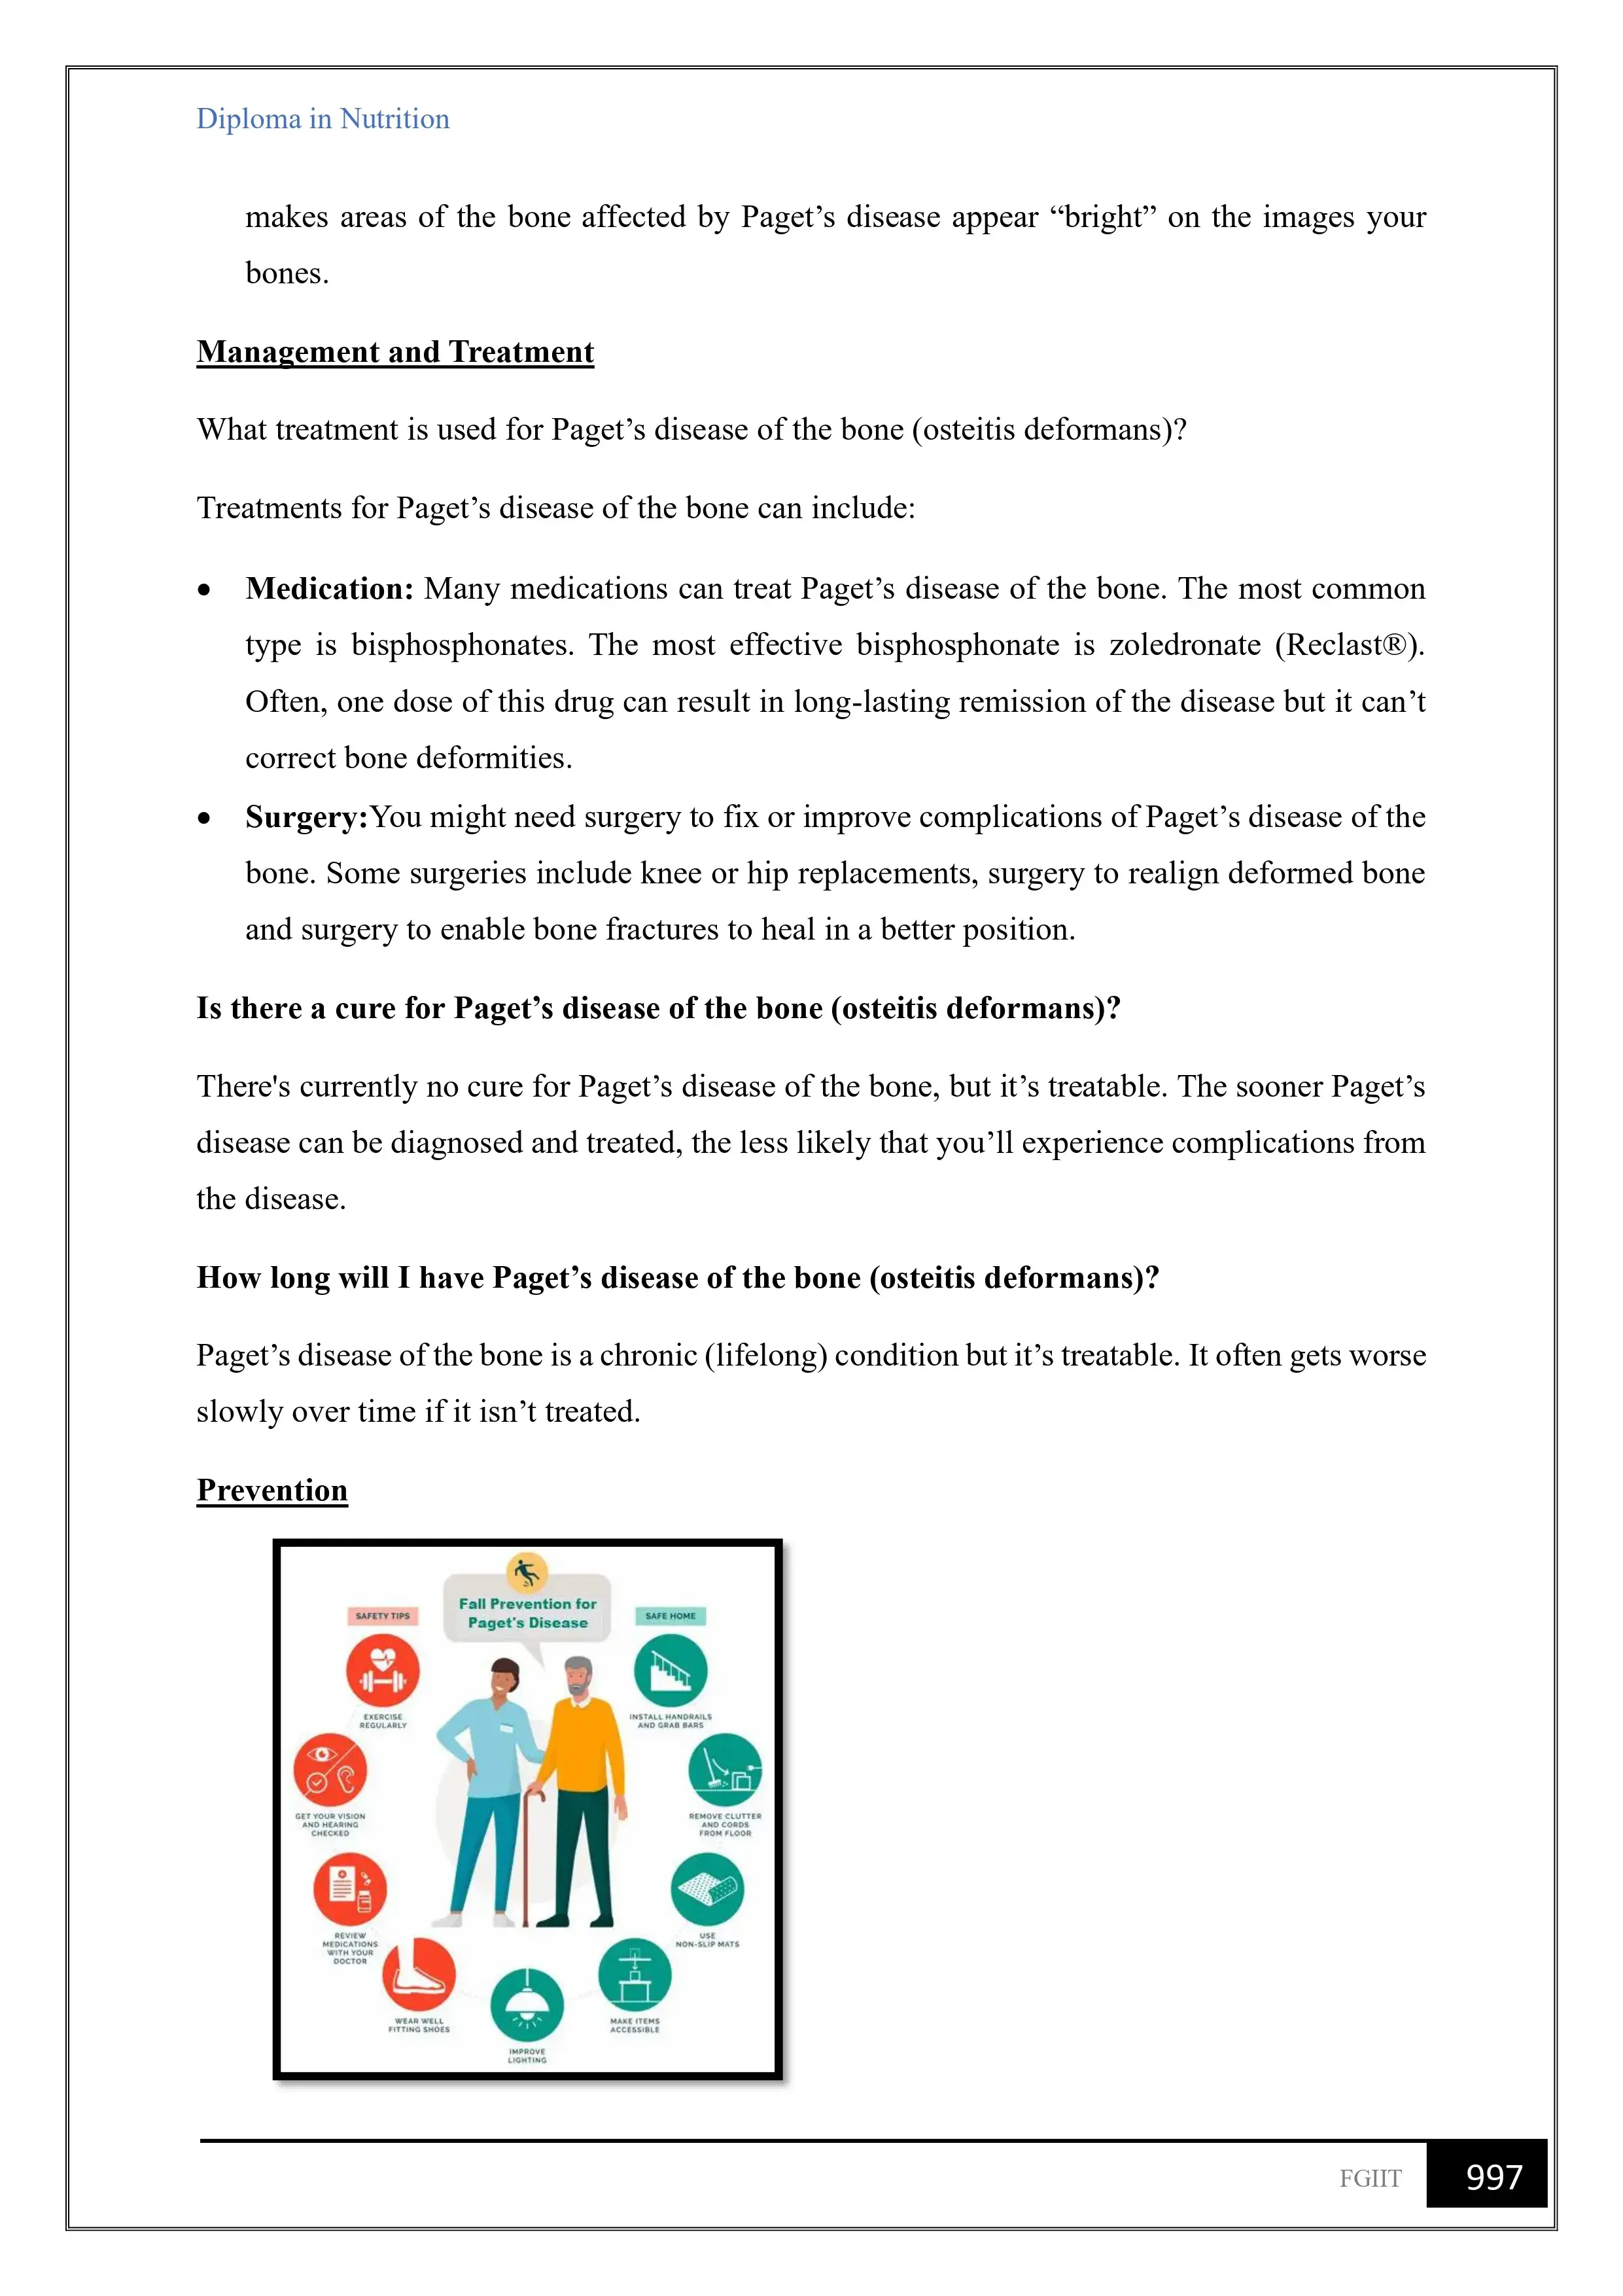 Diploma in Nutrition
makes areas of the bone affected by Paget’s disease appear “bright” on the images your
bones.
Management and Treatment
What treatment is used for Paget’s disease of the bone (osteitis deformans)?
Treatments for Paget’s disease of the bone can include:
• Medication: Many medications can treat Paget’s disease of the bone. The most common
type is bisphosphonates. The most effective bisphosphonate is zoledronate (Reclast®).
Often, one dose of this drug can result in long-lasting remission of the disease but it can’t
correct bone deformities.
• Surgery:You might need surgery to fix or improve complications of Paget’s disease of the
bone. Some surgeries include knee or hip replacements, surgery to realign deformed bone
and surgery to enable bone fractures to heal in a better position.
Is there a cure for Paget’s disease of the bone (osteitis deformans)?
There's currently no cure for Paget’s disease of the bone, but it’s treatable. The sooner Paget’s
disease can be diagnosed and treated, the less likely that you’ll experience complications from
the disease.
How long will I have Paget’s disease of the bone (osteitis deformans)?
Paget’s disease of the bone is a chronic (lifelong) condition but it’s treatable. It often gets worse
slowly over time if it isn’t treated.
Prevention
Fall Prevention for
Paget's Disease
SAFETY TIPS
EXERCISE
REGULARLY
GET YOUR VISION
AND HEARING
CHECKED
REVIEW
MEDICATIONS
WITH YOUR
DOCTOR
WEAR WELL
FITTING SHOES
SAFE HOME
INSTALL HANDRAILS
AND GRAB BARS
REMOVE CLUTTER
AND CORDS
FROM FLOOR
USE
NON-SLIP MATS
MAKE ITEMS
ACCESSIBLE
IMPROVE
LIGHTING
FGIIT
997